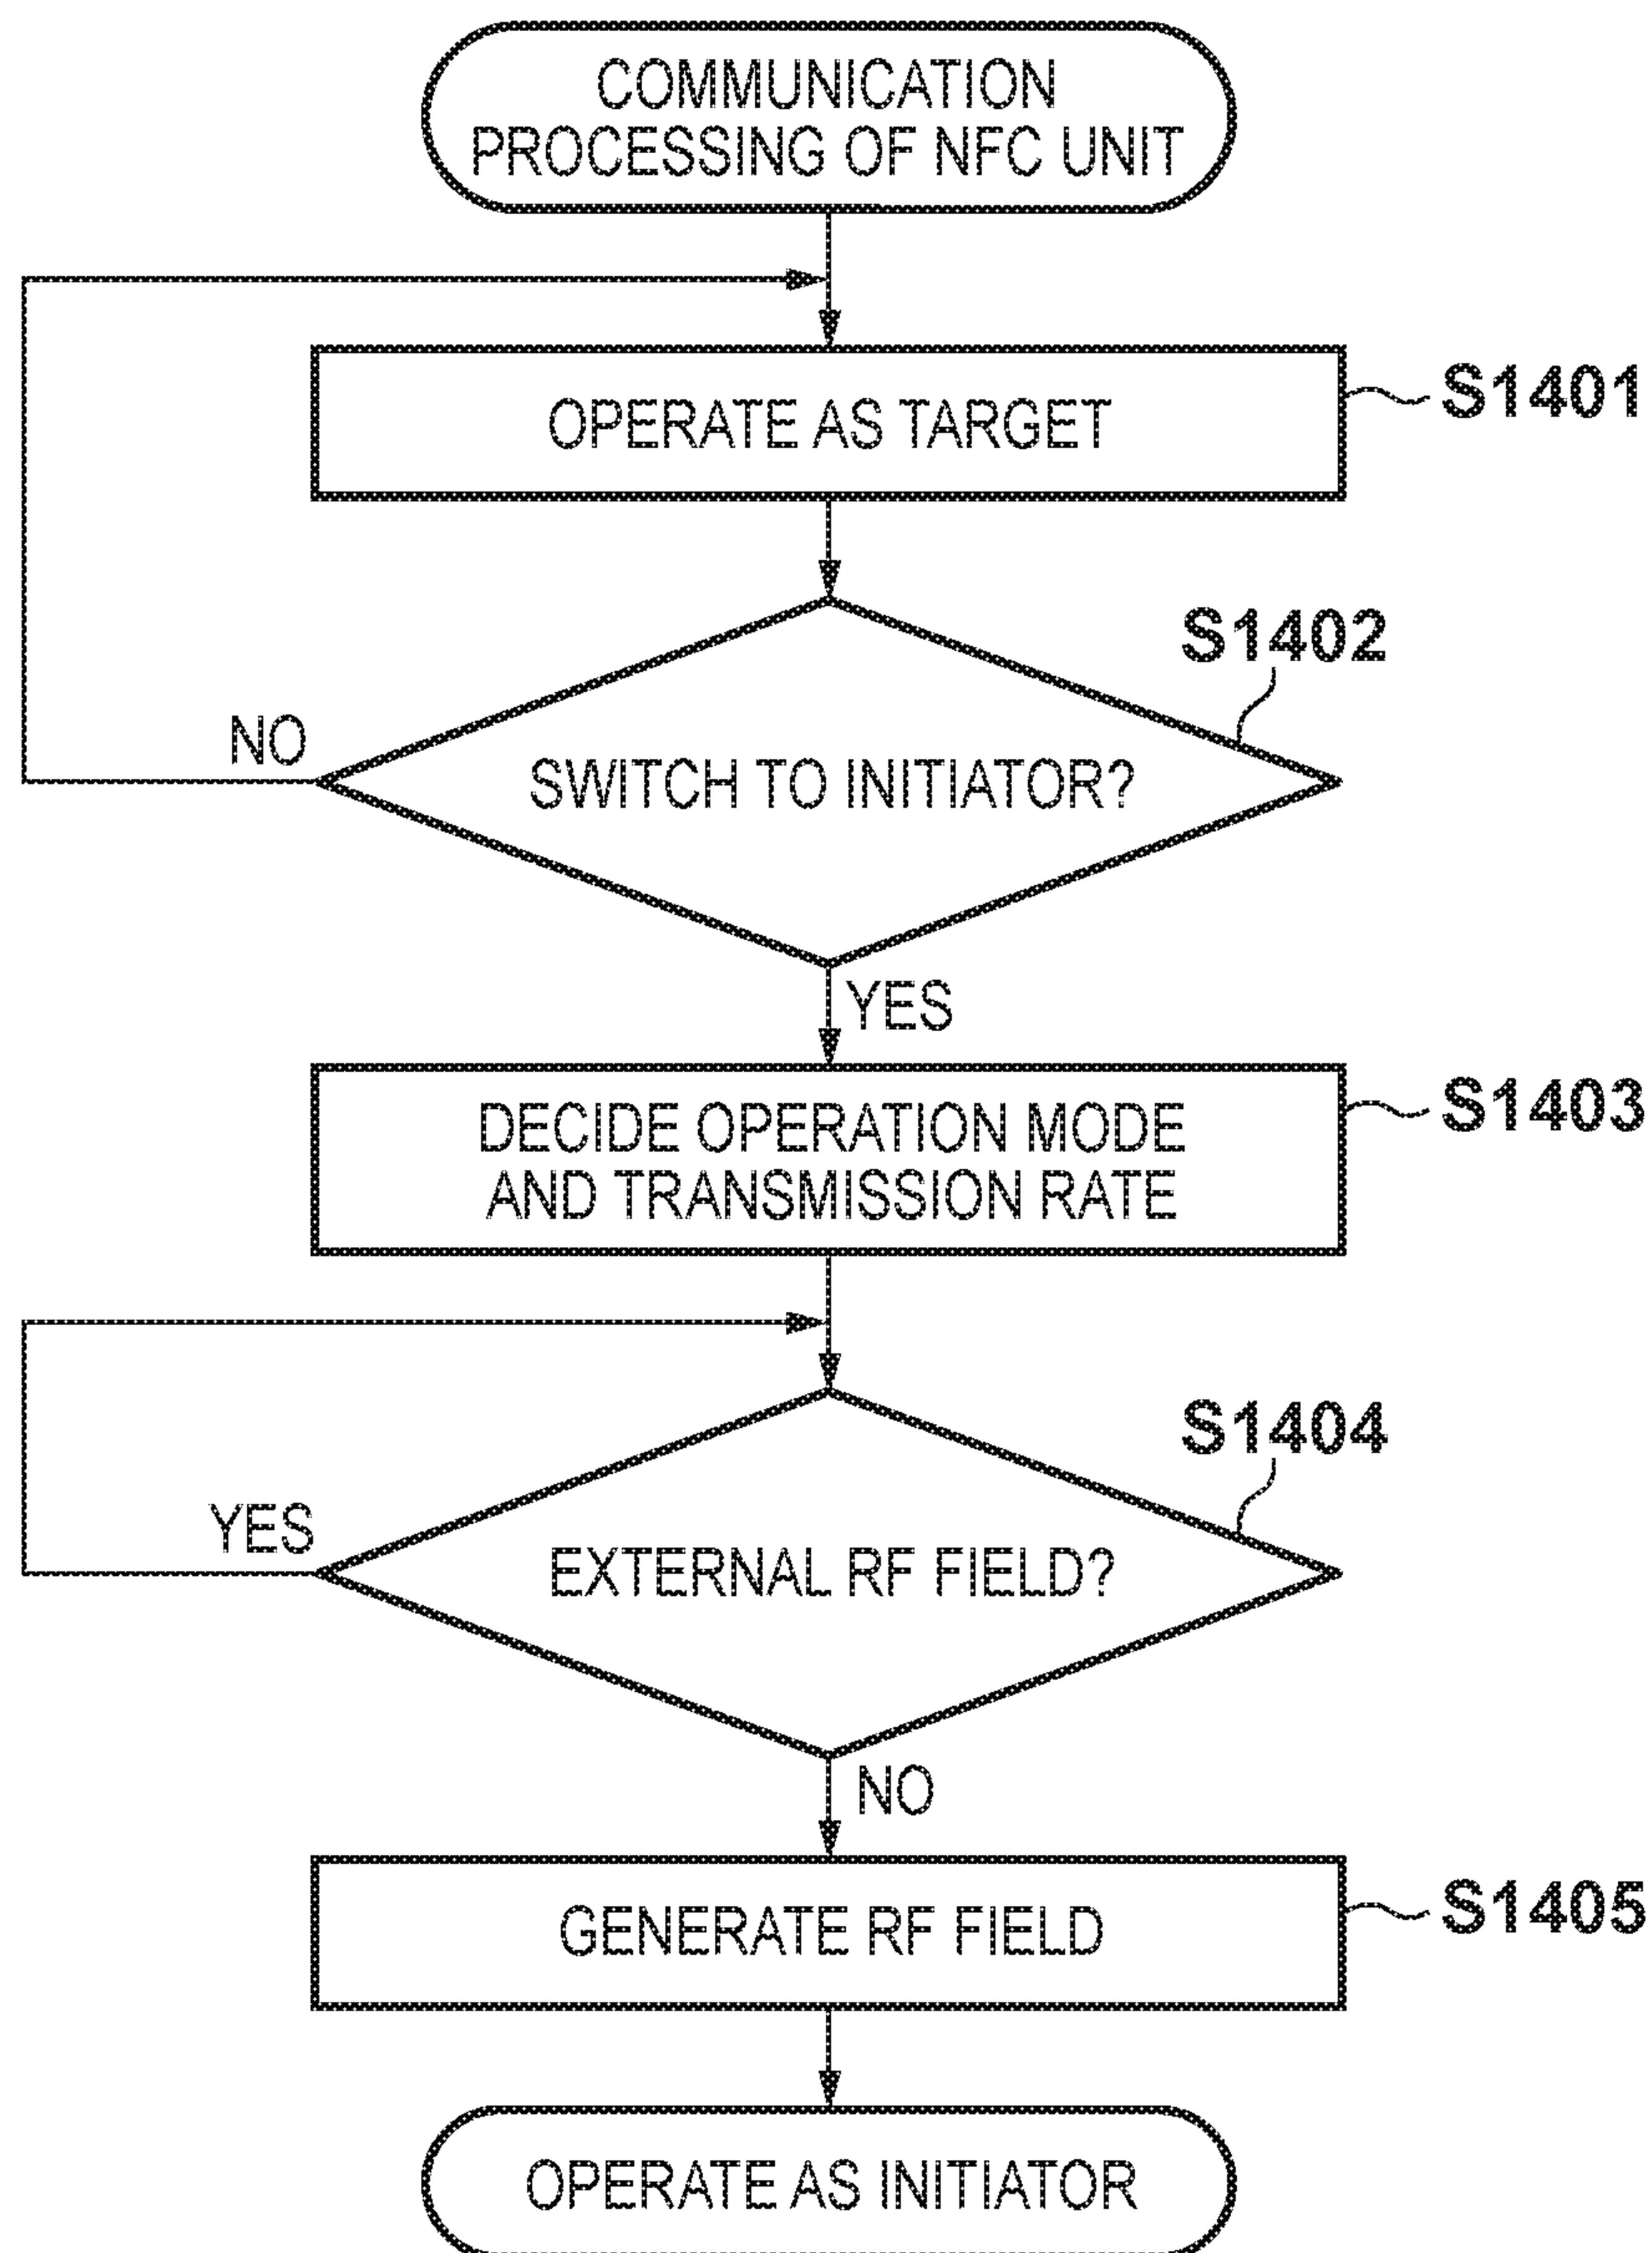 COMMUNICATION
PROCESSING OF NFC UNIT
OPERATE AS TARGET
S1401
S1402
NO
SWITCH TO INITIATOR?
YES
DECIDE OPERATION MODE
AND TRANSMISSION RATE
S1403
S1404
YES
EXTERNAL RF FIELD?
NO
GENERATE RF FIELD
S1405
OPERATE AS INITIATOR